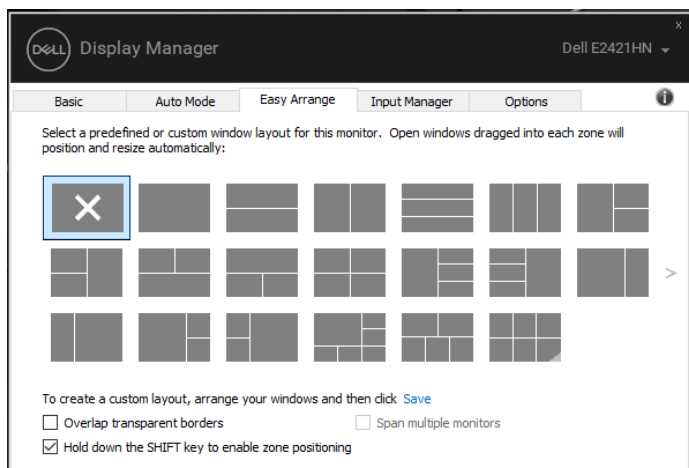 x
DELL Display Manager Dell E2421HN
Basic Auto Mode Easy Arrange Input Manager Options i
Select a predefined or custom window layout for this monitor. Open windows dragged into each zone will
position and resize automatically:
>
To create a custom layout, arrange your windows and then click Save
Overlap transparent borders Span multiple monitors
Hold down the SHIFT key to enable zone positioning